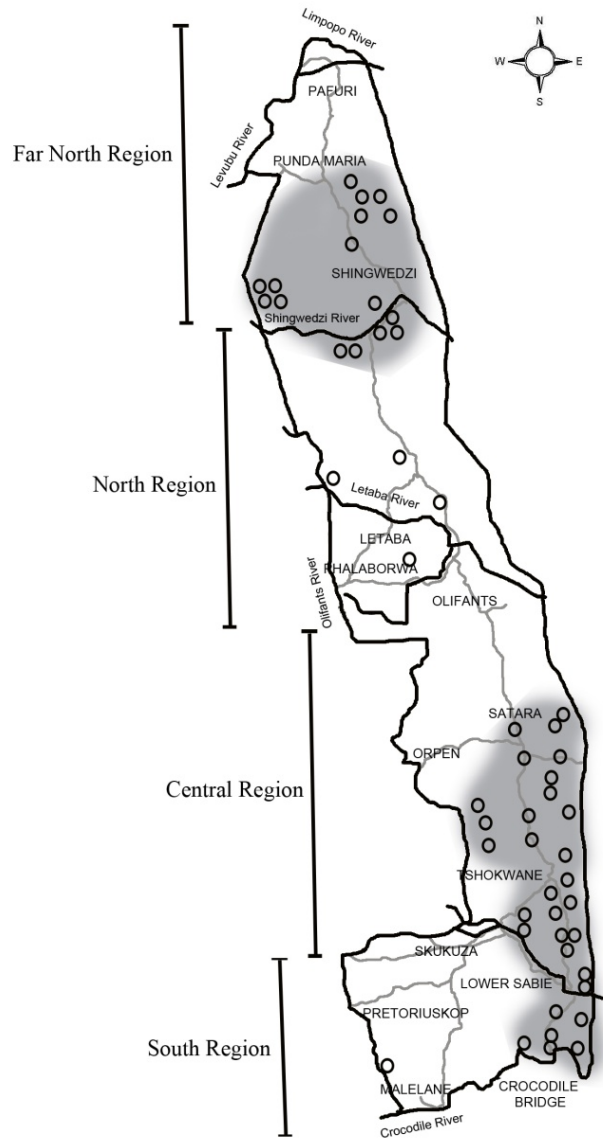 Limpopo River
N
W
E
S
PAFURI
Far North Region
Levubu River
PUNDA MARIA
SHINGWEDZI
Shingwedzi River
North Region
Letaba River
LETABA
PHALABORWA
Olifants River
OLIFANTS
SATARA
ORPEN
Central Region
TSHOKWANE
SKUKUZA
LOWER SABIE
PRETORIUSKOP
South Region
MALELANE
CROCODILE
BRIDGE
Crocodile River